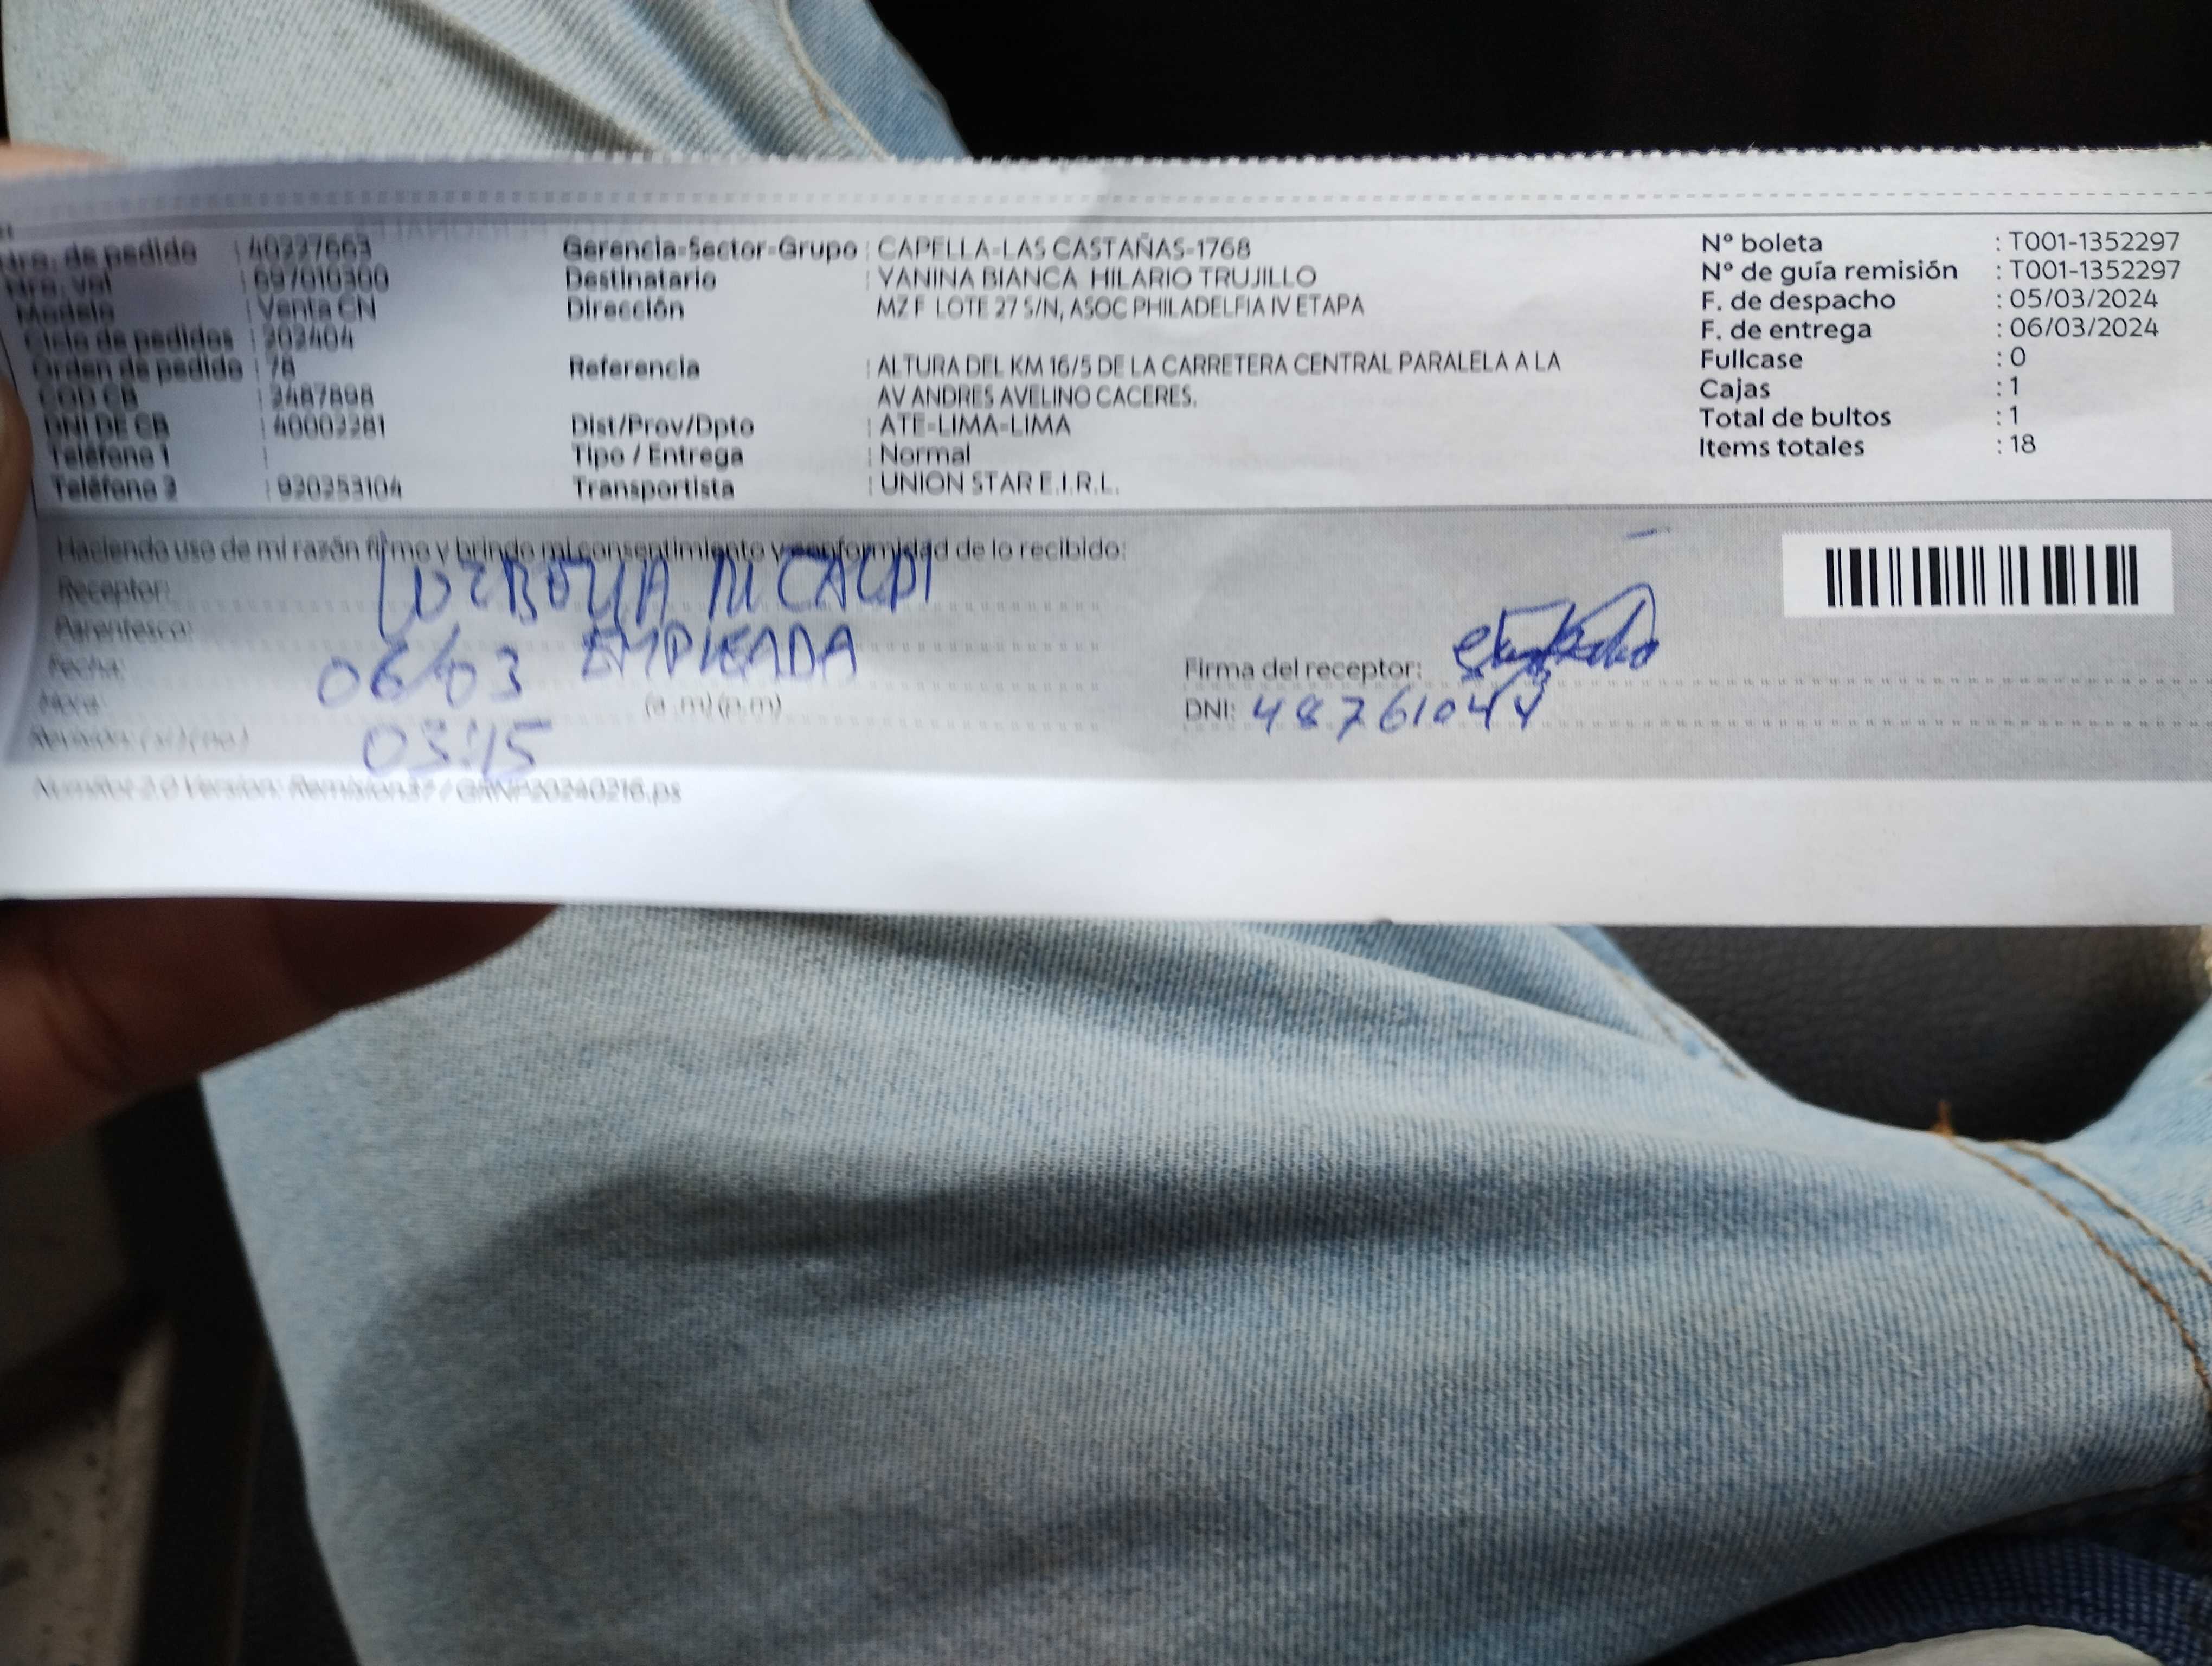 Nro. de pedido : 40227663
Nro. Val : 697010300
Modelo : Venta CN
Ciclo de pedidos : 202404
Orden de pedido : 78
COD CB : 3487898
DNI DE CB : 40002281
Teléfono 1 :
Teléfono 2 : 920253104
Gerencia-Sector-Grupo : CAPELLA-LAS CASTAÑAS-1768
Destinatario : YANINA BIANCA HILARIO TRUJILLO
Dirección : MZ F LOTE 27 S/N, ASOC PHILADELFIA IV ETAPA
Referencia : ALTURA DEL KM 16/5 DE LA CARRETERA CENTRAL PARALELA A LA
AV ANDRES AVELINO CACERES.
Dist/Prov/Dpto : ATE-LIMA-LIMA
Tipo / Entrega : Normal
Transportista : UNION STAR E.I.R.L.
N° boleta : T001-1352297
N° de guía remisión : T001-1352297
F. de despacho : 05/03/2024
F. de entrega : 06/03/2024
Fullcase : 0
Cajas : 1
Total de bultos : 1
Items totales : 18
Haciendo uso de mi razón firmo y brindo mi consentimiento y conformidad de lo recibido:
Receptor:
Parentesco: EMPLEADA
Fecha: 06/03
Hora: 03:15 (a.m) (p.m)
Revisión: (si) (no)
Firma del receptor:
DNI: 48761044